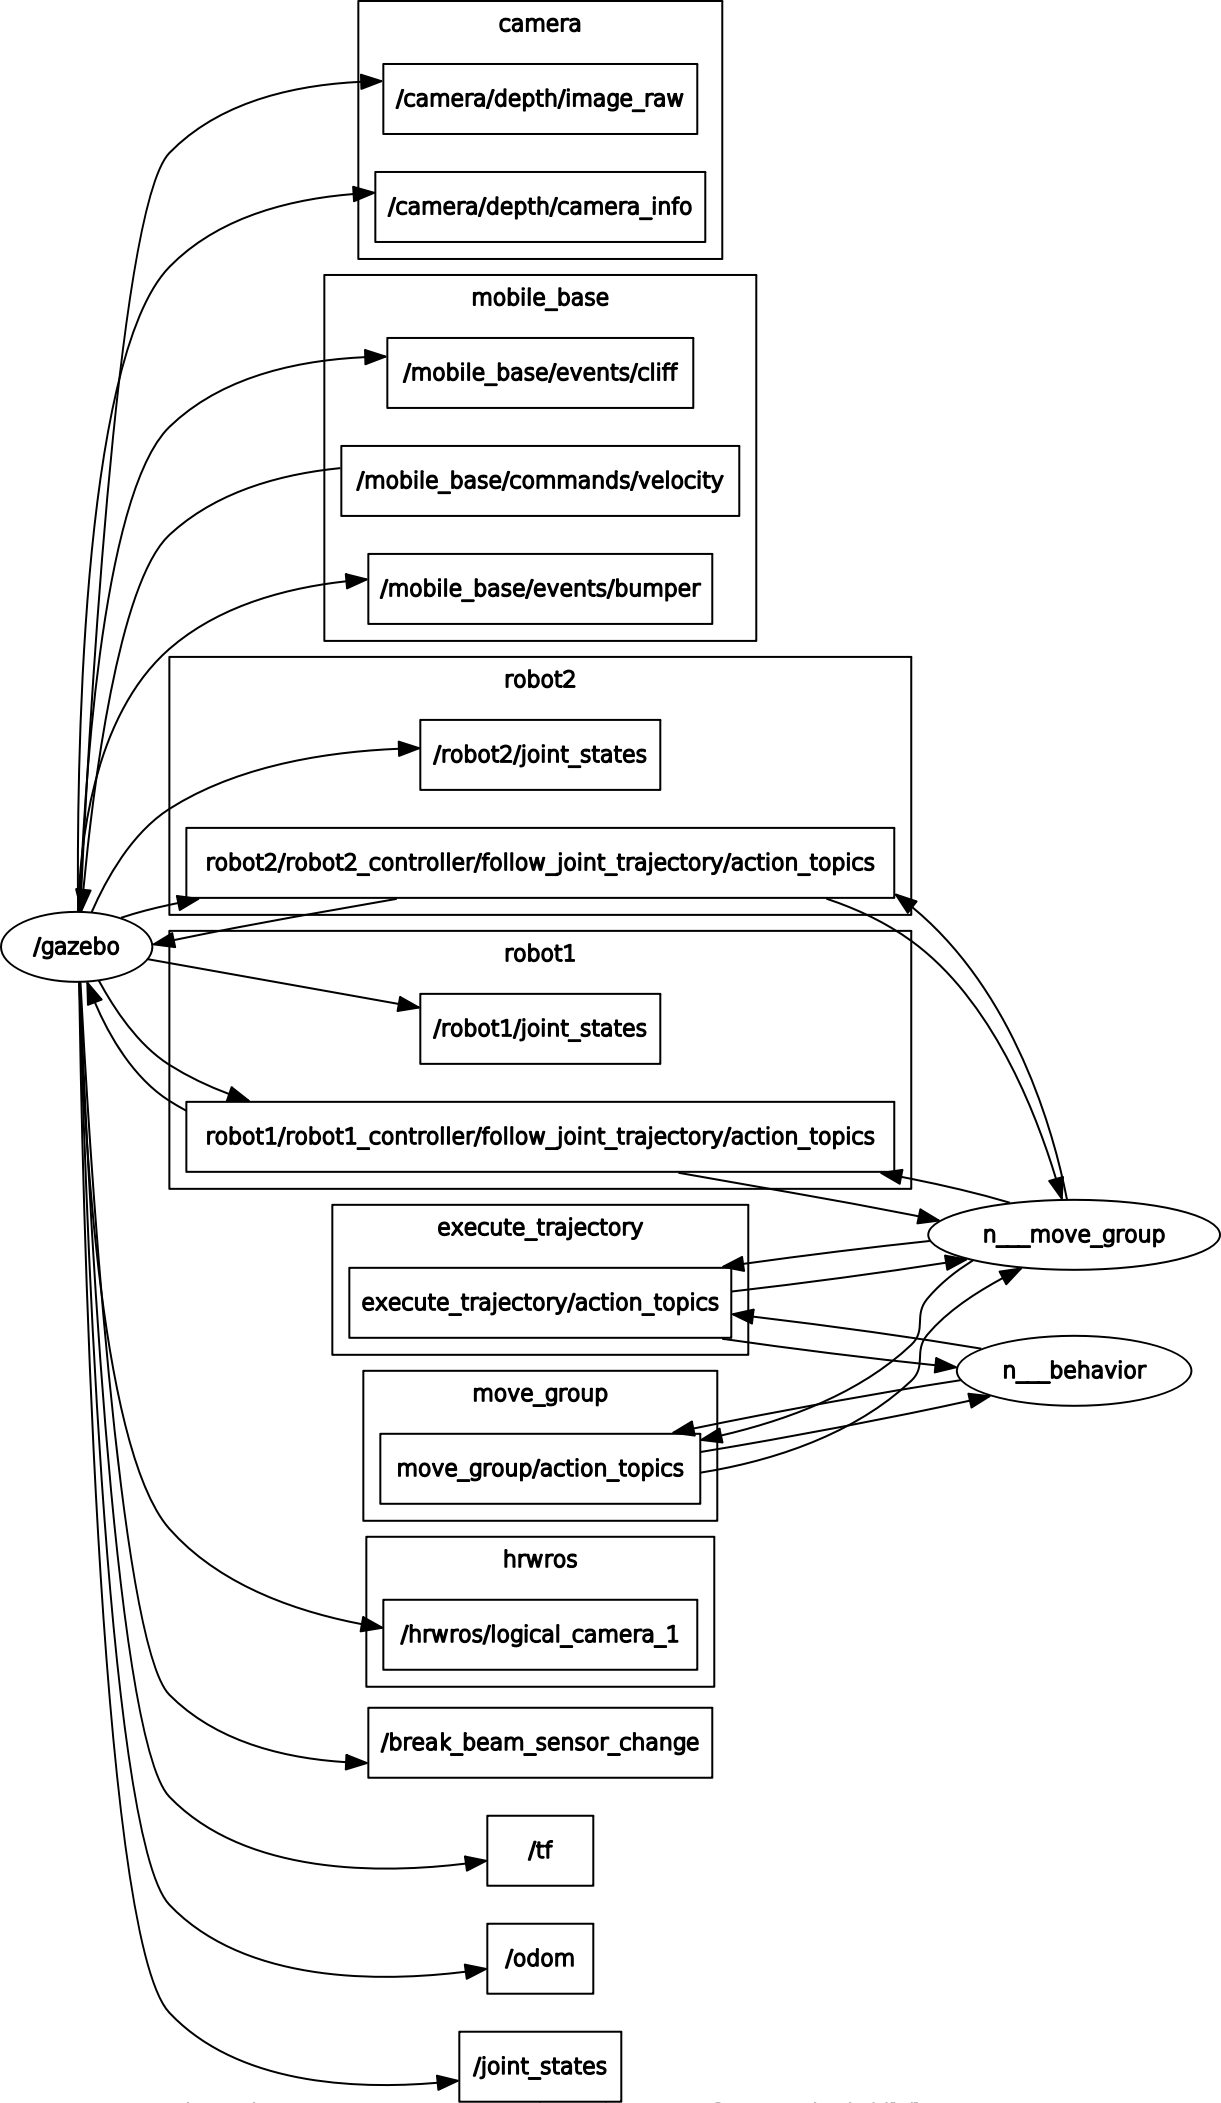 camera
/camera/depth/image_raw
/camera/depth/camera_info
mobile_base
/mobile_base/events/cliff
/mobile_base/commands/velocity
/mobile_base/events/bumper
robot2
/robot2/joint_states
robot2/robot2_controller/follow_joint_trajectory/action_topics
/gazebo
robot1
/robot1/joint_states
robot1/robot1_controller/follow_joint_trajectory/action_topics
execute_trajectory
n___move_group
execute_trajectory/action_topics
n___behavior
move_group
move_group/action_topics
hrwros
/hrwros/logical_camera_1
/break_beam_sensor_change
/tf
/odom
/joint_states